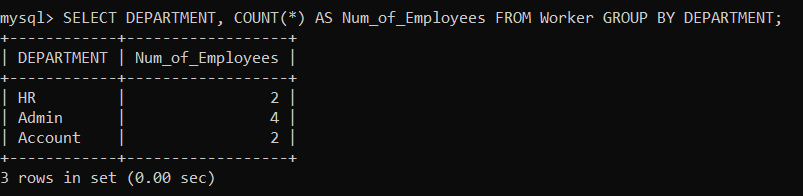 mysql> SELECT DEPARTMENT, COUNT(*) AS Num_of_Employees FROM Worker GROUP BY DEPARTMENT;
+------------+------------------+
| DEPARTMENT | Num_of_Employees |
+------------+------------------+
| HR         |                2 |
| Admin      |                4 |
| Account    |                2 |
+------------+------------------+
3 rows in set (0.00 sec)